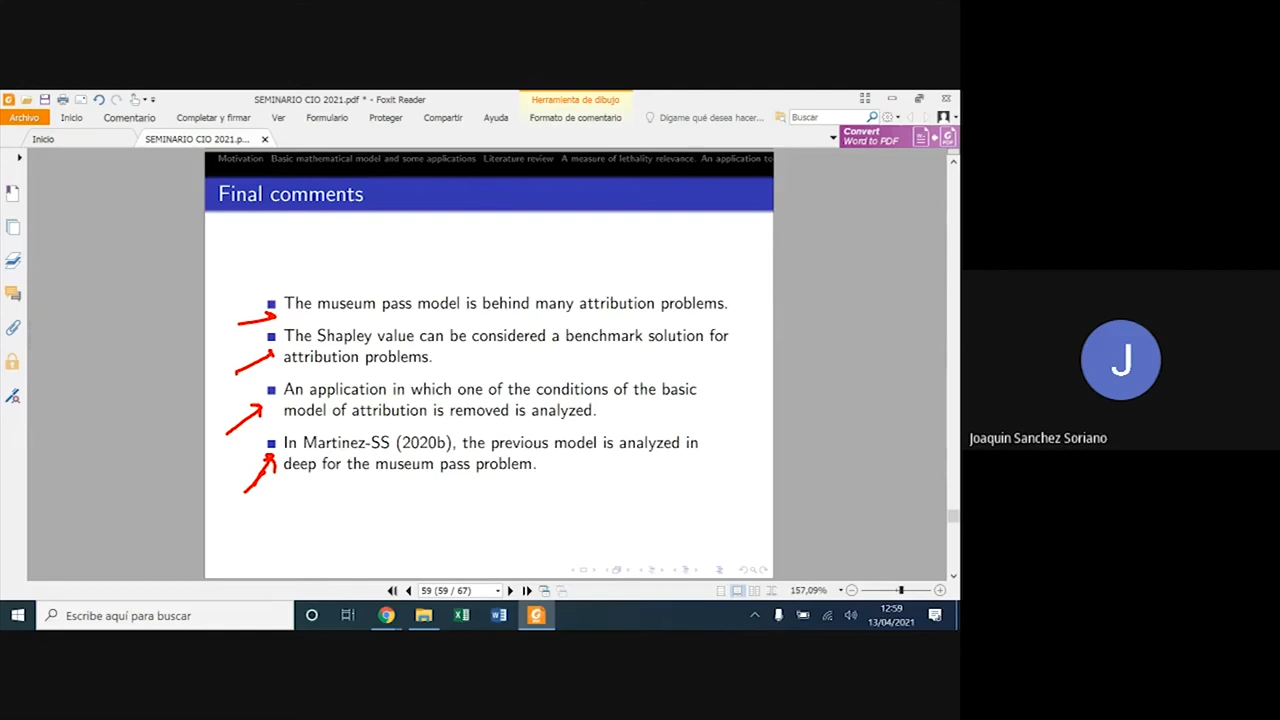 SEMINARIO CIO 2021.pdf * - Foxit Reader
Herramienta de dibujo
Archivo Inicio Comentario Completar y firmar Ver Formulario Proteger Compartir Ayuda Formato de comentario Dígame qué desea hacer... Buscar
Inicio SEMINARIO CIO 2021.p... Convert
Word to PDF
Motivation Basic mathematical model and some applications Literature review A measure of lethality relevance. An application to
Final comments
The museum pass model is behind many attribution problems.
The Shapley value can be considered a benchmark solution for
attribution problems.
An application in which one of the conditions of the basic
model of attribution is removed is analyzed.
In Martinez-SS (2020b), the previous model is analyzed in
deep for the museum pass problem.
J
Joaquin Sanchez Soriano
59 (59 / 67) 157,09%
Escribe aquí para buscar
12:59
13/04/2021